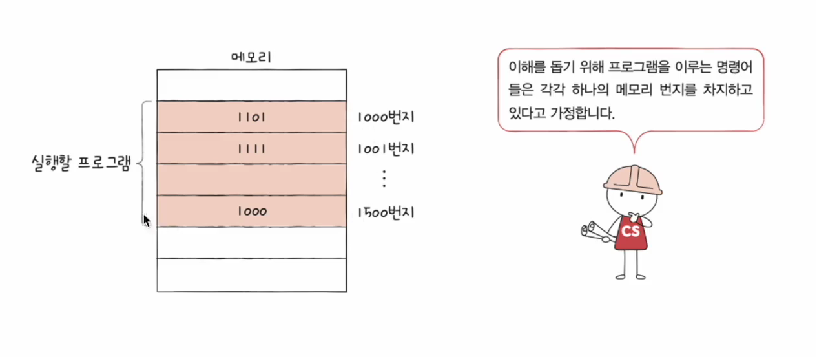 메모리
실행할 프로그램
1101 1000번지
1111 1001번지
⋮
1000 1500번지
이해를 돕기 위해 프로그램을 이루는 명령어
들은 각각 하나의 메모리 번지를 차지하고
있다고 가정합니다.
CS